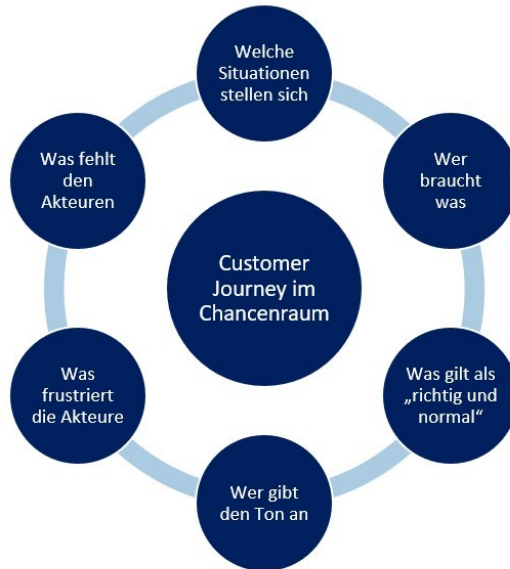 Welche
Situationen
stellen sich
Wer
braucht
was
Was gilt als
„richtig und
normal“
Wer gibt
den Ton an
Was
frustriert
die Akteure
Was fehlt
den
Akteuren
Customer
Journey im
Chancenraum